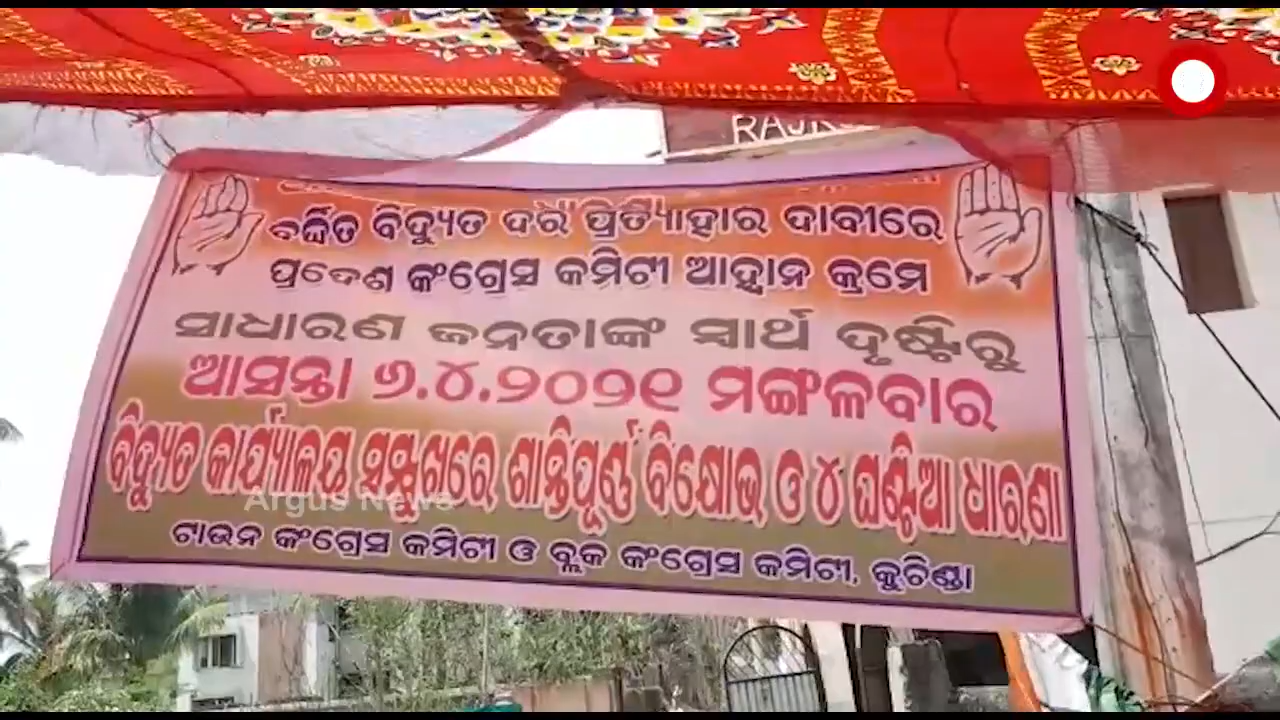 ବର୍ଦ୍ଧିତ ବିଦ୍ୟୁତ ଦର ପ୍ରତ୍ୟାହାର ଦାବୀରେ
ପ୍ରଦେଶ କଂଗ୍ରେସ କମିଟୀ ଆହ୍ୱାନ କ୍ରମେ
ସାଧାରଣ ଜନତାଙ୍କ ସ୍ୱାର୍ଥ ଦୃଷ୍ଟିରୁ
ଆସନ୍ତା ୬.୪.୨୦୨୧ ମଙ୍ଗଳବାର
ବିଦ୍ୟୁତ କାର୍ଯ୍ୟାଳୟ ସମ୍ମୁଖରେ ଶାନ୍ତିପୂର୍ଣ୍ଣ ବିକ୍ଷୋଭ ଓ ୪ ଘଣ୍ଟିଆ ଧାରଣା
Argus News
ଟାଉନ କଂଗ୍ରେସ କମିଟୀ ଓ ବ୍ଲକ କଂଗ୍ରେସ କମିଟୀ, କୁଚିଣ୍ଡା